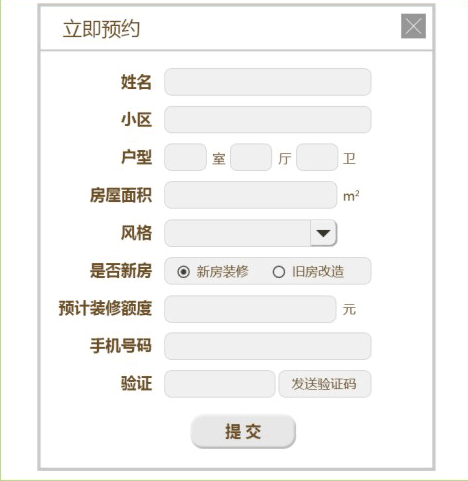 立即预约
姓名
小区
户型 室 厅 卫
房屋面积 m²
风格
是否新房 新房装修 旧房改造
预计装修额度 元
手机号码
验证 发送验证码
提交